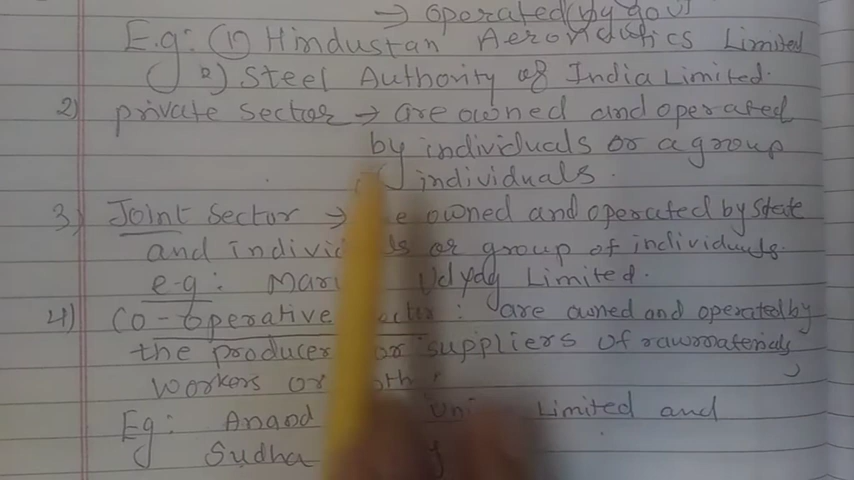 → operated (by gov
E.g: (1) Hindustan Aeronautics Limited
2) Steel Authority of India Limited.
2) private sector → are owned and operated
by individuals or a group
individuals.
3) Joint sector → owned and operated by state
and individuals or group of individuals.
e.g: Udyog Limited.
4) Co-operative : are owned and operated by
the producer or suppliers of rawmaterials,
workers or
Eg: Anand Limited and
Sudha